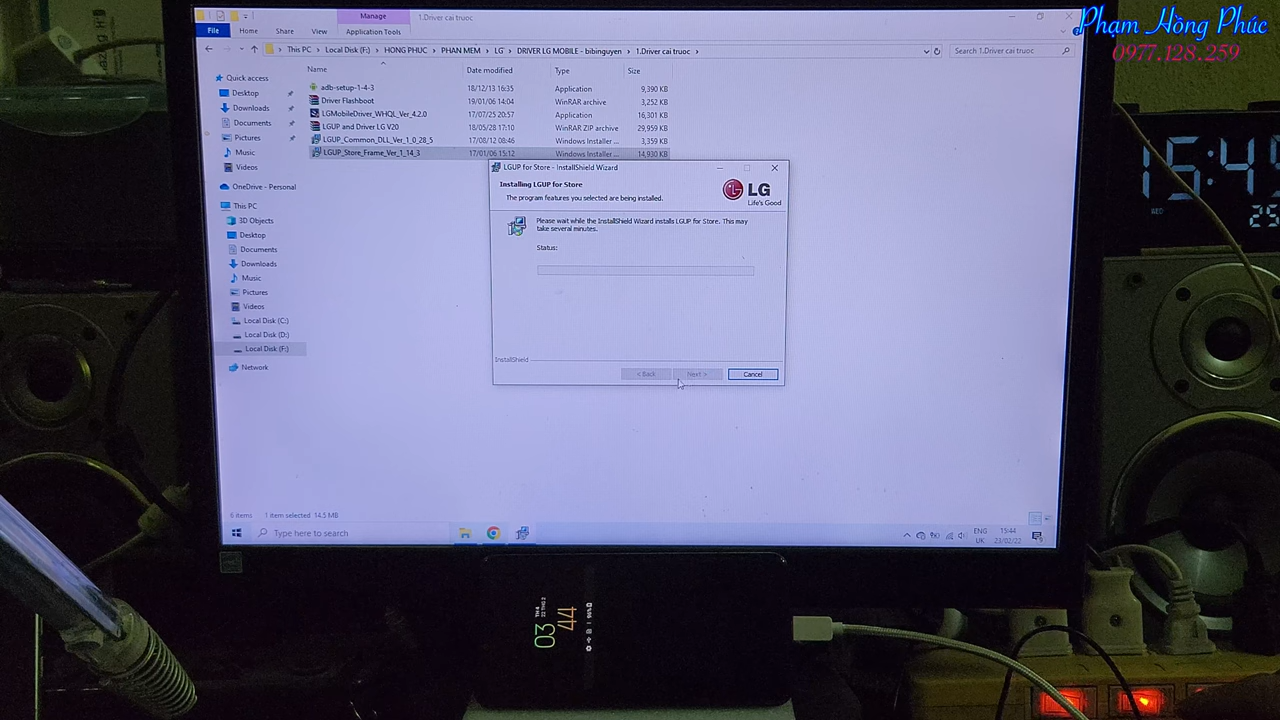 Manage
1.Driver cai truoc
File
Home
Share
View
Application Tools
This PC > Local Disk (F:) > HONG PHUC > PHAN MEM > LG > DRIVER LG MOBILE - bibinguyen > 1.Driver cai truoc >
Search 1.Driver cai truoc
Phạm Hồng Phúc
0977.128.259
Quick access
Desktop
Downloads
Documents
Pictures
Music
Videos
OneDrive - Personal
This PC
3D Objects
Desktop
Documents
Downloads
Music
Pictures
Videos
Local Disk (C:)
Local Disk (D:)
Local Disk (F:)
Network
Name Date modified Type Size
adb-setup-1-4-3 18/12/13 16:35 Application 9,390 KB
Driver Flashboot 19/01/06 14:04 WinRAR archive 3,252 KB
LGMobileDriver_WHQL_Ver_4.2.0 17/07/25 20:57 Application 16,301 KB
LGUP and Driver LG V20 18/05/28 17:10 WinRAR ZIP archive 29,959 KB
LGUP_Common_DLL_Ver_1_0_28_5 17/08/12 08:46 Windows Installer ... 3,359 KB
LGUP_Store_Frame_Ver_1_14_3 17/01/06 15:12 Windows Installer ... 14,930 KB
LGUP for Store - InstallShield Wizard
Installing LGUP for Store
The program features you selected are being installed.
LG
Life's Good
Please wait while the InstallShield Wizard installs LGUP for Store. This may
take several minutes.
Status:
InstallShield
< Back
Next >
Cancel
6 items 1 item selected 14.5 MB
Type here to search
ENG
UK
15:44
23/02/22
15:4
WED
03
44